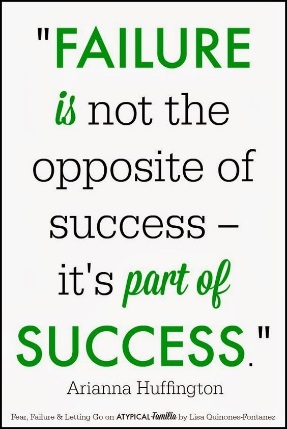 "FAILURE
is not the
opposite of
success –
it's part of
SUCCESS."
Arianna Huffington
Fear, Failure & Letting Go on ATYPICAL Familia by Lisa Quinones-Fontanez